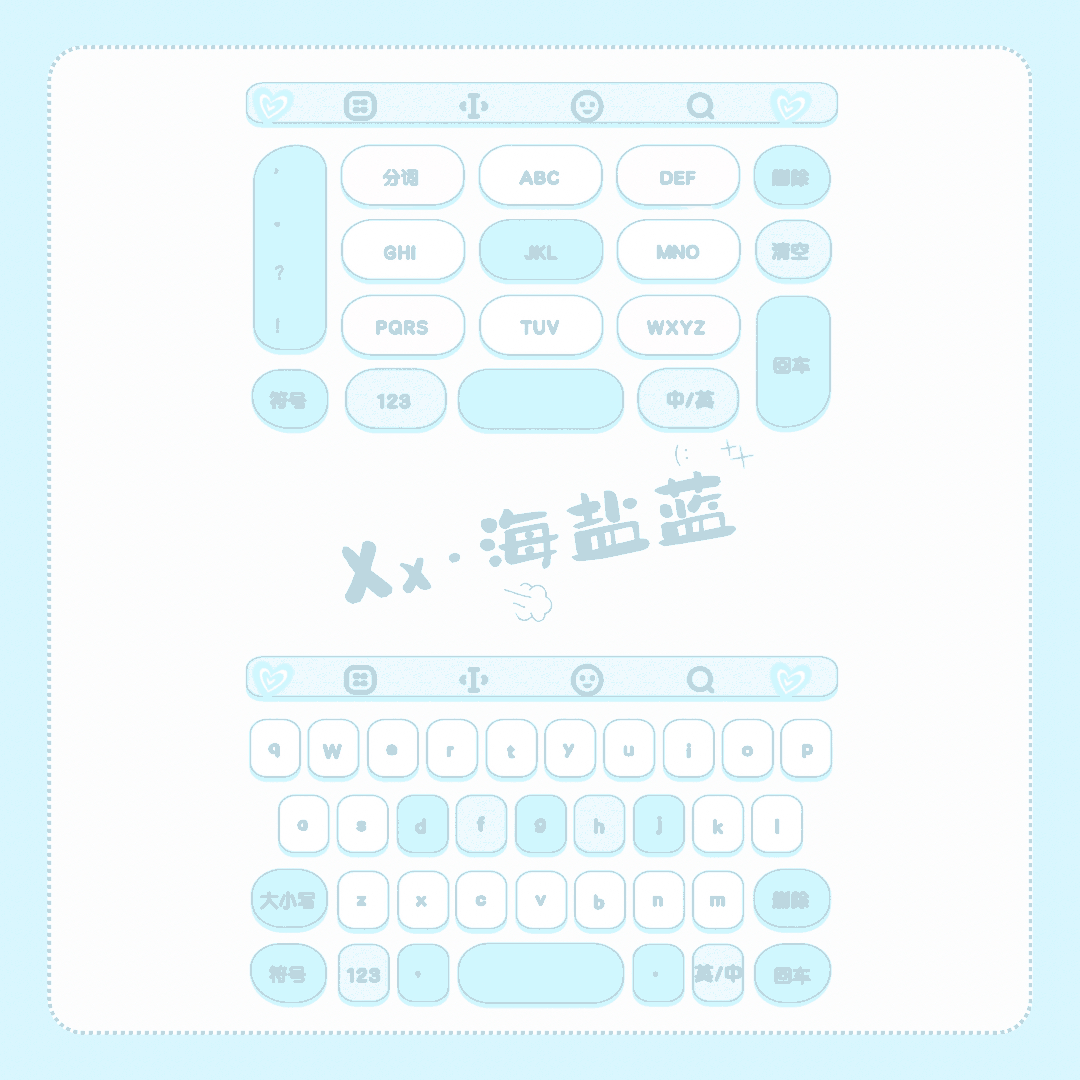 , 分词 ABC DEF 删除
? GHI JKL MNO 清空
! PQRS TUV WXYZ 回车
符号 123 中/英
(:
Xx·海盐蓝
q w e r t y u i o p
a s d f g h j k l
大小写 z x c v b n m 删除
符号 123 , . 英/中 回车